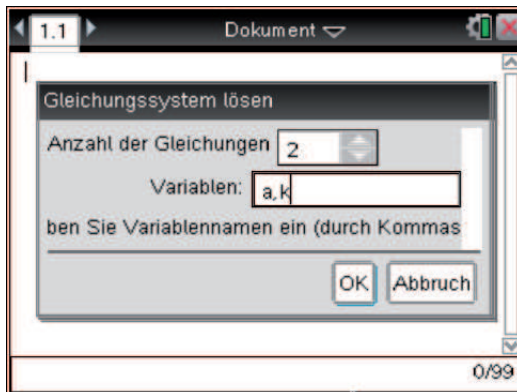 1.1 Dokument
Gleichungssystem lösen
Anzahl der Gleichungen 2
Variablen: a,k
ben Sie Variablennamen ein (durch Kommas
OK Abbruch
0/99